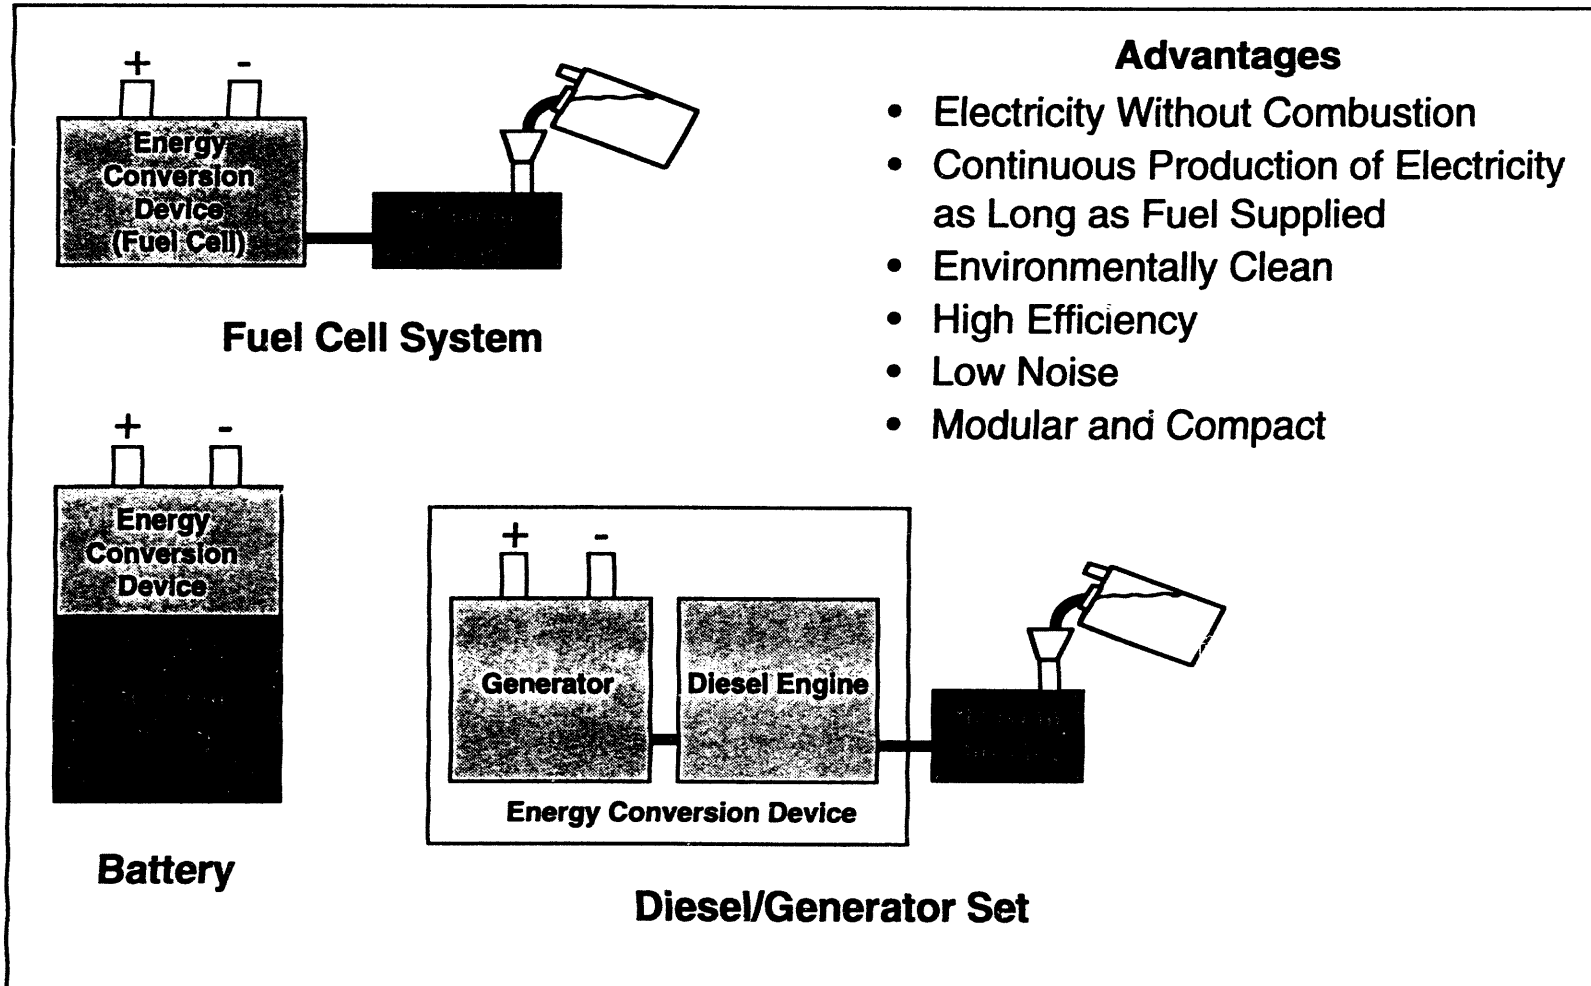 + -
Energy
Conversion
Device
(Fuel Cell)
Fuel Cell System
Advantages
• Electricity Without Combustion
• Continuous Production of Electricity
as Long as Fuel Supplied
• Environmentally Clean
• High Efficiency
• Low Noise
• Modular and Compact
+ -
Energy
Conversion
Device
Battery
+ -
Generator
Diesel Engine
Energy Conversion Device
Diesel/Generator Set